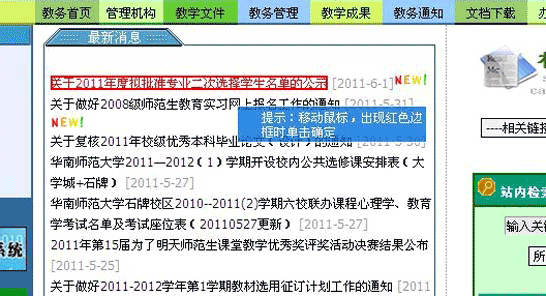 教务首页 管理机构 教学文件 教务管理 教学成果 教务通知 文档下载
最新消息
关于2011年度拟批准专业二次选择学生名单的公示 [2011-6-1] NEW!
关于做好2008级师范生教育实习网上报名工作的通知 [2011-5-31]
NEW!
提示：移动鼠标，出现红色边
框时单击确定
关于复核2011年校级优秀本科毕业论文（设计）的通知 [2011-5-30]
华南师范大学2011—2012（1）学期开设校内公共选修课安排表（大
学城+石牌） [2011-5-27]
华南师范大学石牌校区2010--2011(2)学期六校联办课程心理学、教育
学考试名单及考试座位表（20110527更新） [2011-5-27]
2011年第15届为了明天师范生课堂教学优秀奖评奖活动决赛结果公布
[2011-5-25]
关于做好2011-2012学年第1学期教材选用征订计划工作的通知 [2011-
系统
Read
Me
----相关链接
站内检索
输入关键
所